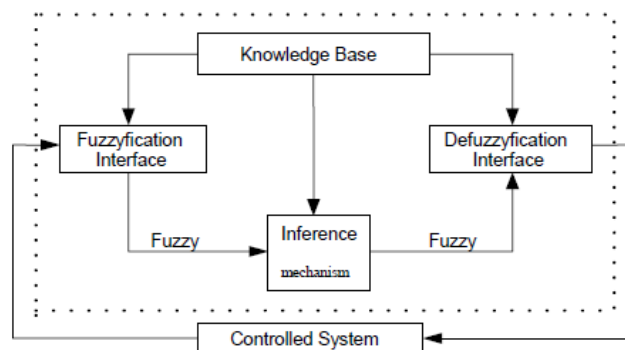 Knowledge Base
Fuzzyfication
Interface
Defuzzyfication
Interface
Fuzzy
Inference
mechanism
Fuzzy
Controlled System